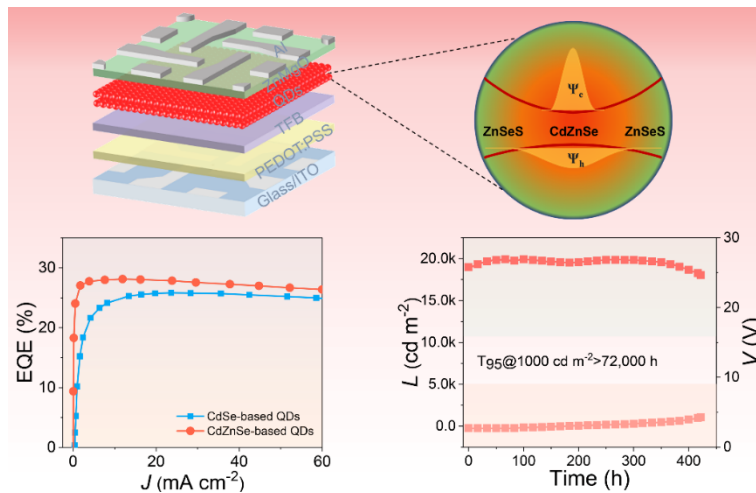 Al
QDs
TFB
PEDOT:PSS
Glass/ITO
Ψe
ZnSeS CdZnSe ZnSeS
Ψh
EQE (%)
30
20
10
0
CdSe-based QDs
CdZnSe-based QDs
0 20 40 60
J (mA cm-2)
L (cd m-2)
20.0k
15.0k
10.0k
5.0k
0.0
T95@1000 cd m-2>72,000 h
30
20
10
0
V (V)
0 100 200 300 400
Time (h)